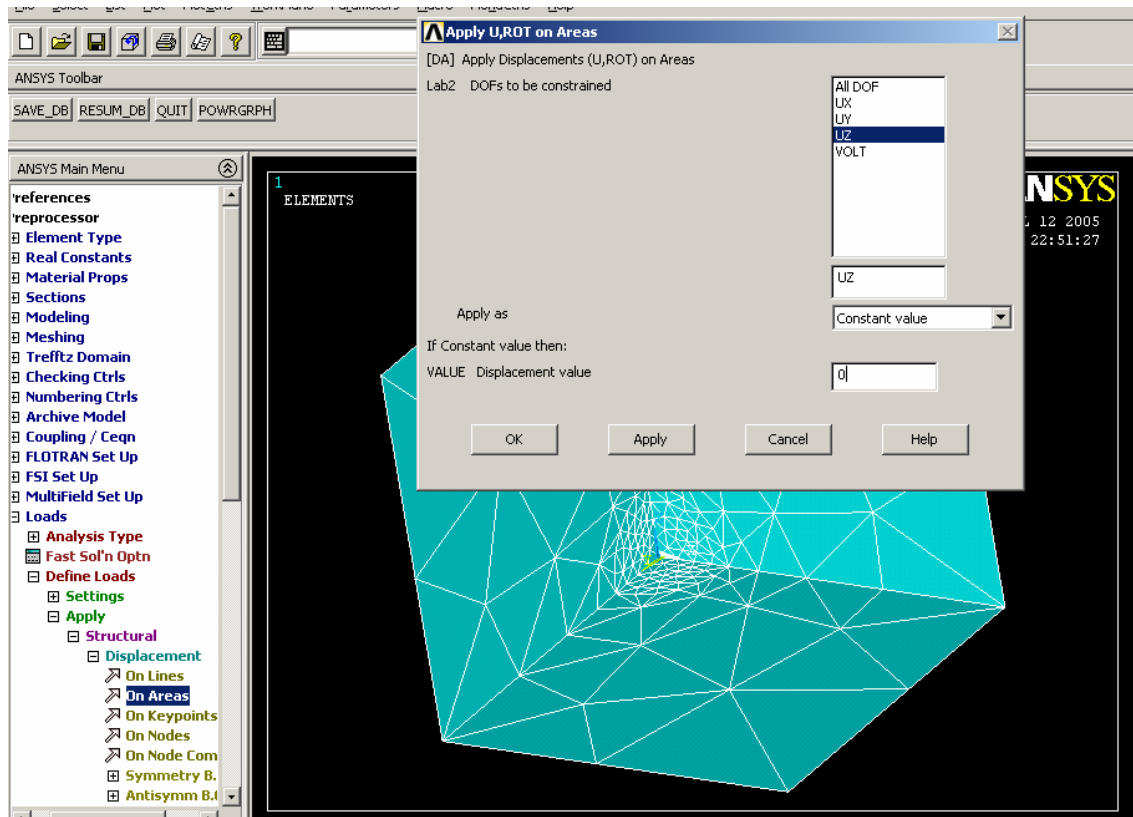 Apply U,ROT on Areas
[DA] Apply Displacements (U,ROT) on Areas
Lab2 DOFs to be constrained
All DOF
UX
UY
UZ
VOLT
UZ
Apply as
Constant value
If Constant value then:
VALUE Displacement value
0
OK Apply Cancel Help
ANSYS Toolbar
SAVE_DB RESUM_DB QUIT POWRGRPH
ANSYS Main Menu
references
reprocessor
Element Type
Real Constants
Material Props
Sections
Modeling
Meshing
Trefftz Domain
Checking Ctrls
Numbering Ctrls
Archive Model
Coupling / Ceqn
FLOTRAN Set Up
FSI Set Up
MultiField Set Up
Loads
Analysis Type
Fast Sol'n Optn
Define Loads
Settings
Apply
Structural
Displacement
On Lines
On Areas
On Keypoints
On Nodes
On Node Com
Symmetry B.
Antisymm B.
1
ELEMENTS
NSYS
12 2005
22:51:27